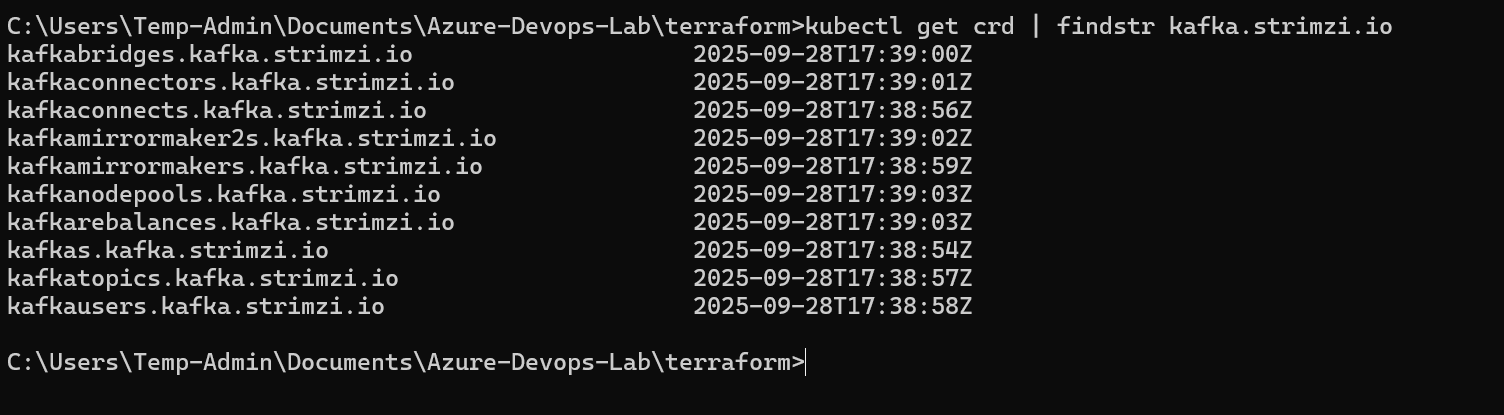 C:\Users\Temp-Admin\Documents\Azure-Devops-Lab\terraform>kubectl get crd | findstr kafka.strimzi.io
kafkabridges.kafka.strimzi.io                    2025-09-28T17:39:00Z
kafkaconnectors.kafka.strimzi.io                 2025-09-28T17:39:01Z
kafkaconnects.kafka.strimzi.io                   2025-09-28T17:38:56Z
kafkamirrormaker2s.kafka.strimzi.io              2025-09-28T17:39:02Z
kafkamirrormakers.kafka.strimzi.io               2025-09-28T17:38:59Z
kafkanodepools.kafka.strimzi.io                  2025-09-28T17:39:03Z
kafkarebalances.kafka.strimzi.io                 2025-09-28T17:39:03Z
kafkas.kafka.strimzi.io                          2025-09-28T17:38:54Z
kafkatopics.kafka.strimzi.io                     2025-09-28T17:38:57Z
kafkausers.kafka.strimzi.io                      2025-09-28T17:38:58Z
C:\Users\Temp-Admin\Documents\Azure-Devops-Lab\terraform>